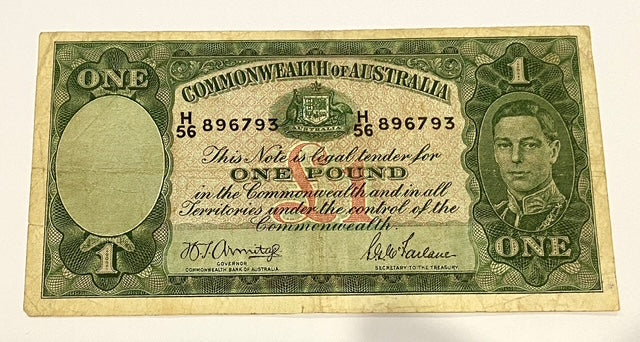 ONE
COMMONWEALTH OF AUSTRALIA
1
H
56 896793
AUSTRALIA
H
56 896793
This Note is legal tender for
ONE POUND
in the Commonwealth and in all
Territories under the control of the
Commonwealth.
£1
1
H.T. Armitage
GOVERNOR
COMMONWEALTH BANK OF AUSTRALIA
S.G. McFarlane
SECRETARY TO THE TREASURY
ONE